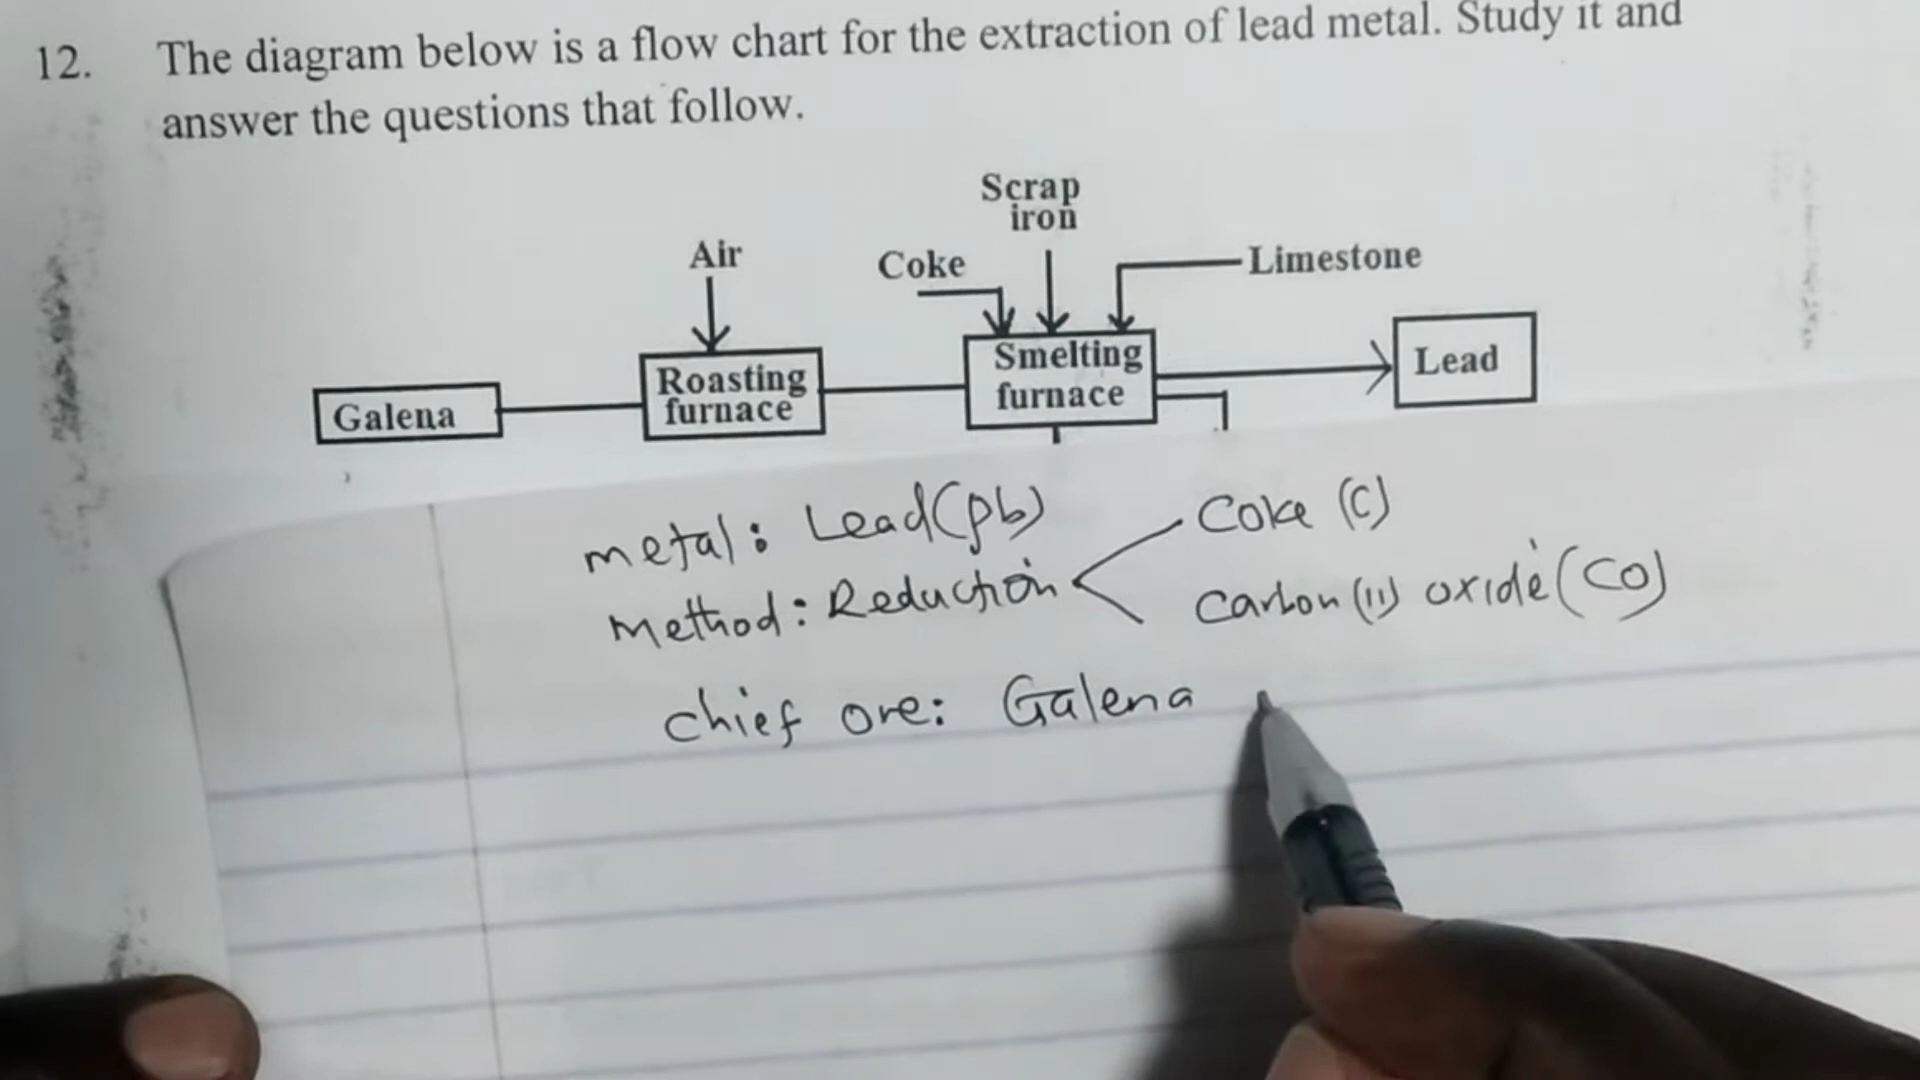 12. The diagram below is a flow chart for the extraction of lead metal. Study it and
answer the questions that follow.
Scrap
iron
Air
Coke
Limestone
Galena
Roasting
furnace
Smelting
furnace
Lead
metal: Lead(pb)
Method: Reduction
Coke (C)
Carbon (II) oxide (CO)
chief ore: Galena